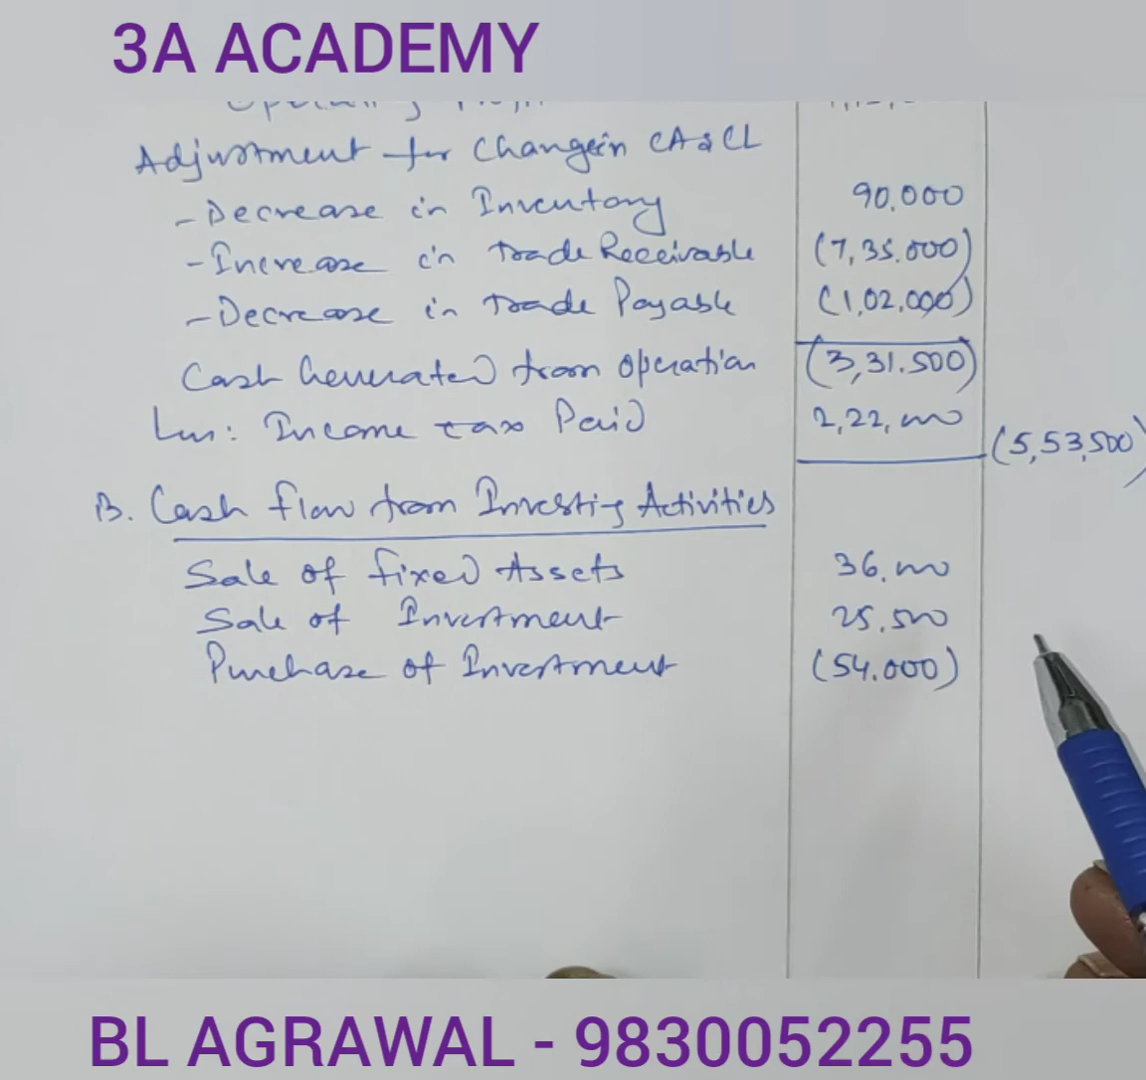 3A ACADEMY
Adjustment for Change in CA & CL
- Decrease in Inventory 90,000
- Increase in Trade Receivable (7,35,000)
- Decrease in Trade Payable (1,02,000)
Cash Generated from operation (3,31,500)
Less: Income tax Paid 2,22,000 (5,53,500)
B. Cash flow from Investing Activities
Sale of fixed Assets 36,000
Sale of Investment 25,500
Purchase of Investment (54,000)
BL AGRAWAL - 9830052255